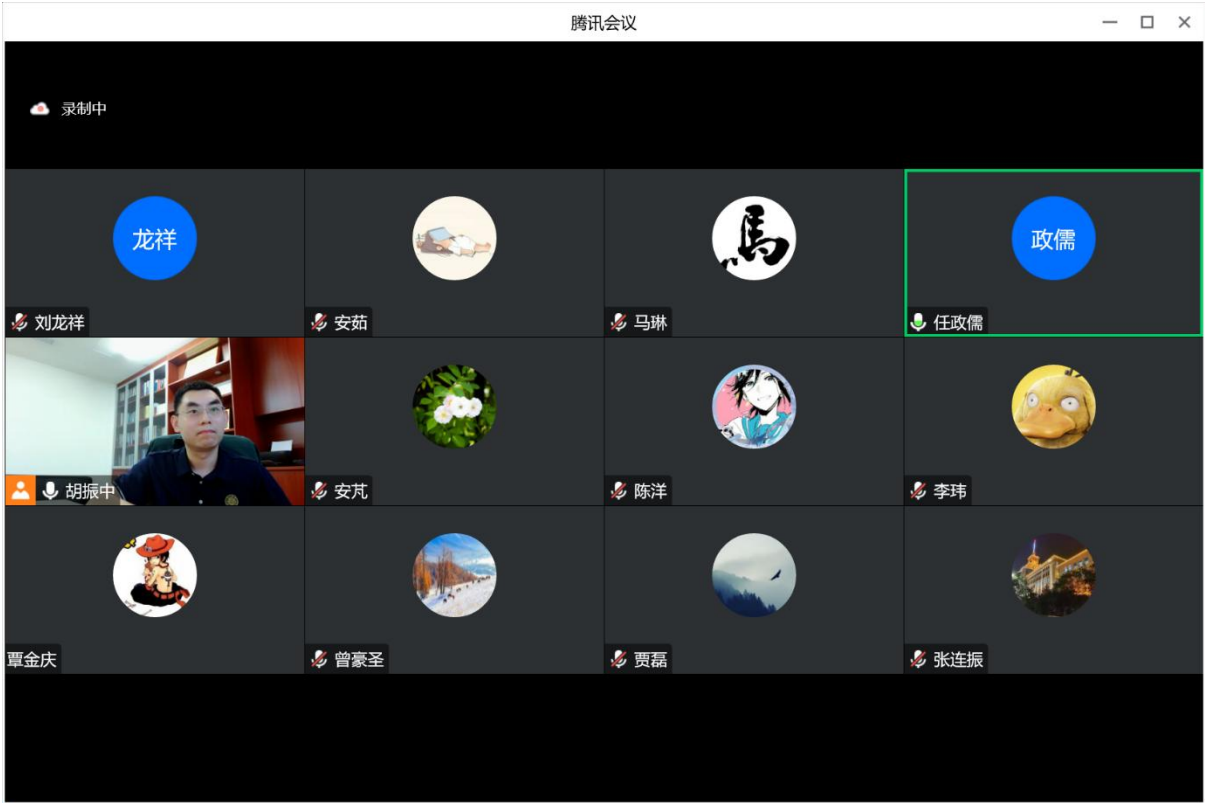 腾讯会议
录制中
龙祥
政儒
刘龙祥
安茹
马琳
任政儒
馬
胡振中
安芃
陈洋
李玮
覃金庆
曾豪圣
贾磊
张连振